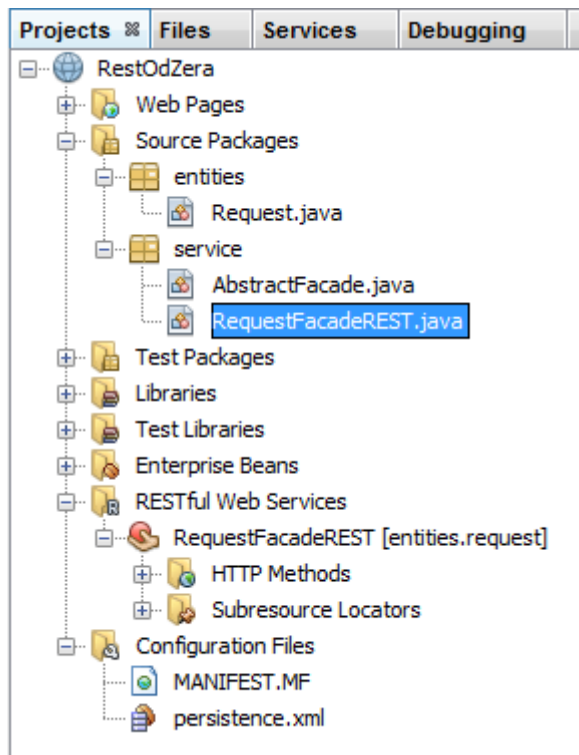 Projects Files Services Debugging
RestOdZera
Web Pages
Source Packages
entities
Request.java
service
AbstractFacade.java
RequestFacadeREST.java
Test Packages
Libraries
Test Libraries
Enterprise Beans
RESTful Web Services
RequestFacadeREST [entities.request]
HTTP Methods
Subresource Locators
Configuration Files
MANIFEST.MF
persistence.xml